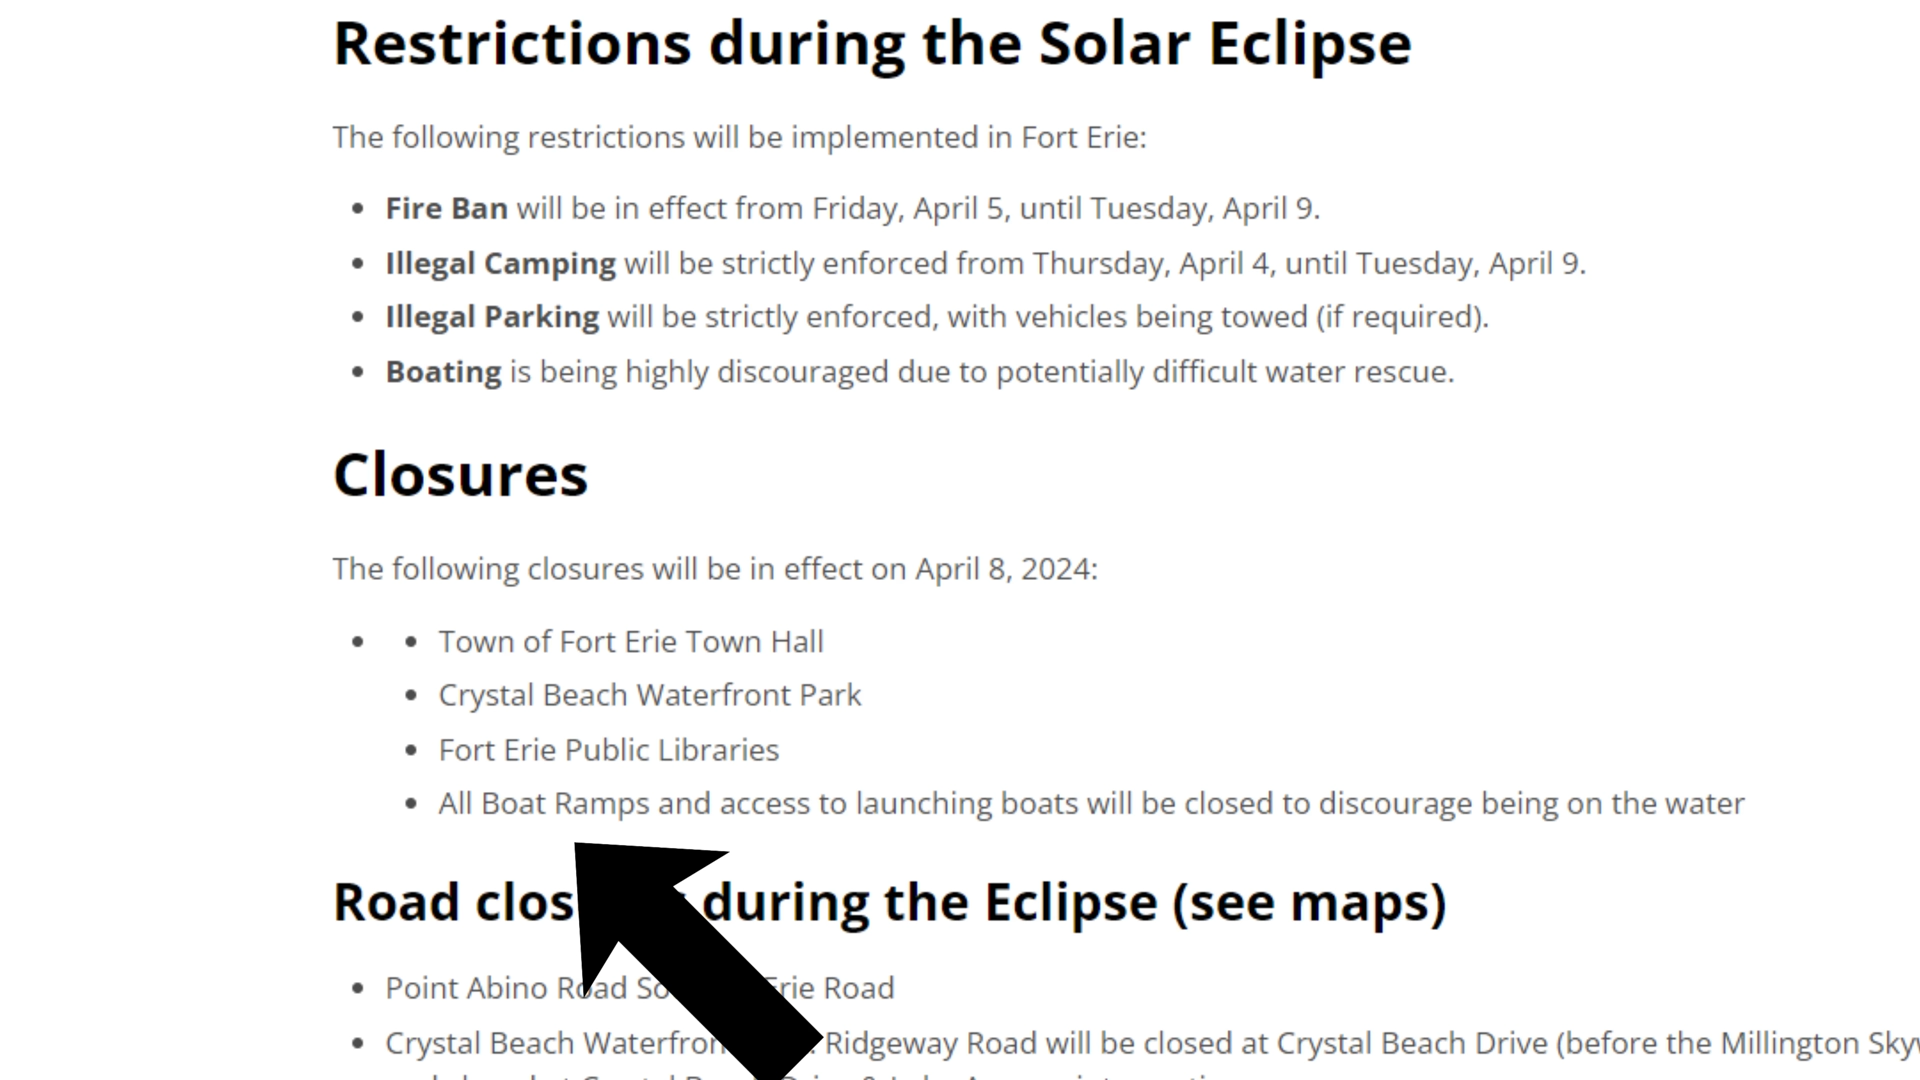 Restrictions during the Solar Eclipse
The following restrictions will be implemented in Fort Erie:
• Fire Ban will be in effect from Friday, April 5, until Tuesday, April 9.
• Illegal Camping will be strictly enforced from Thursday, April 4, until Tuesday, April 9.
• Illegal Parking will be strictly enforced, with vehicles being towed (if required).
• Boating is being highly discouraged due to potentially difficult water rescue.
Closures
The following closures will be in effect on April 8, 2024:
• • Town of Fort Erie Town Hall
• Crystal Beach Waterfront Park
• Fort Erie Public Libraries
• All Boat Ramps and access to launching boats will be closed to discourage being on the water
Road during the Eclipse (see maps)
• Point Abino Road Erie Road
• Crystal Beach Ridgeway Road will be closed at Crystal Beach Drive (before the Millington